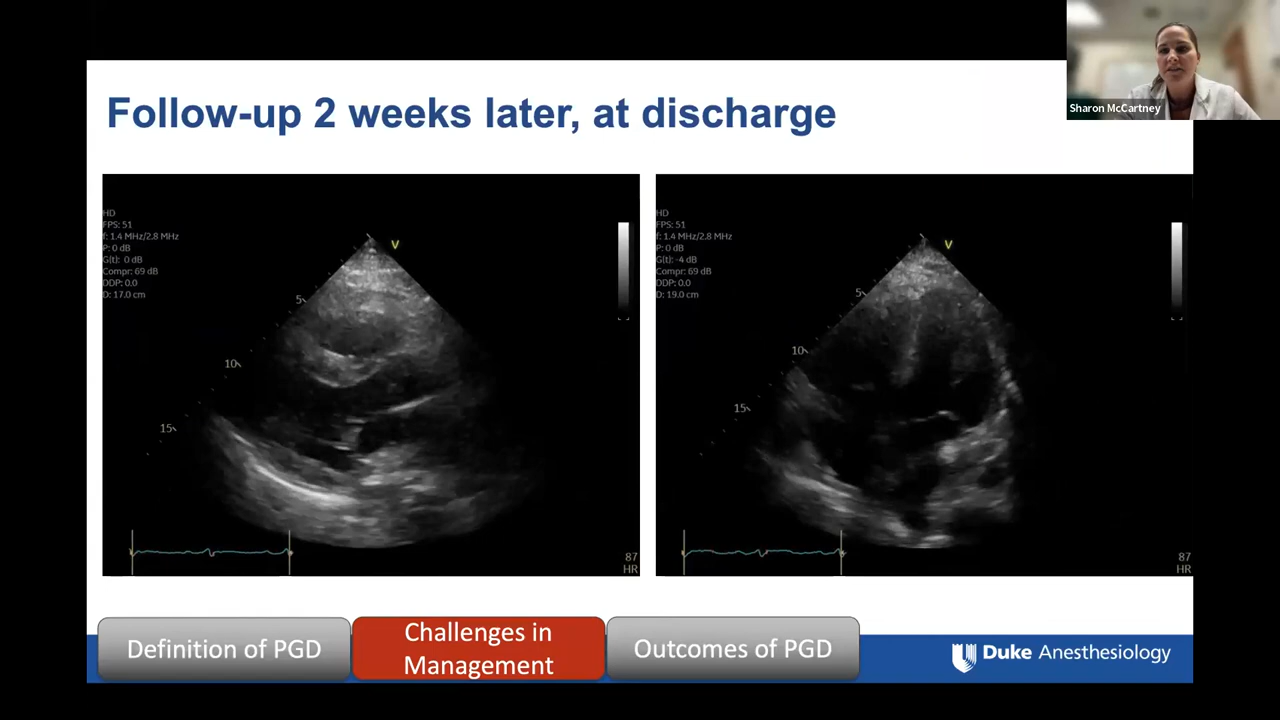 Sharon McCartney
Follow-up 2 weeks later, at discharge
HD
FPS: 51
f: 1.4 MHz/2.8 MHz
P: 0 dB
G(t): 0 dB
Compr: 69 dB
DDP: 0.0
D: 17.0 cm
V
5
10
15
87
HR
HD
FPS: 51
f: 1.4 MHz/2.8 MHz
P: 0 dB
G(t): -4 dB
Compr: 69 dB
DDP: 0.0
D: 19.0 cm
V
5
10
15
87
HR
Definition of PGD
Challenges in
Management
Outcomes of PGD
Duke Anesthesiology